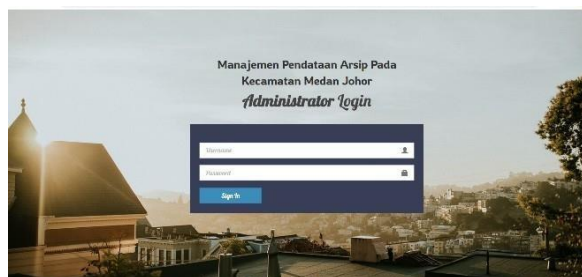 Manajemen Pendataan Arsip Pada
Kecamatan Medan Johor
Administrator Login
Username
Password
Sign In